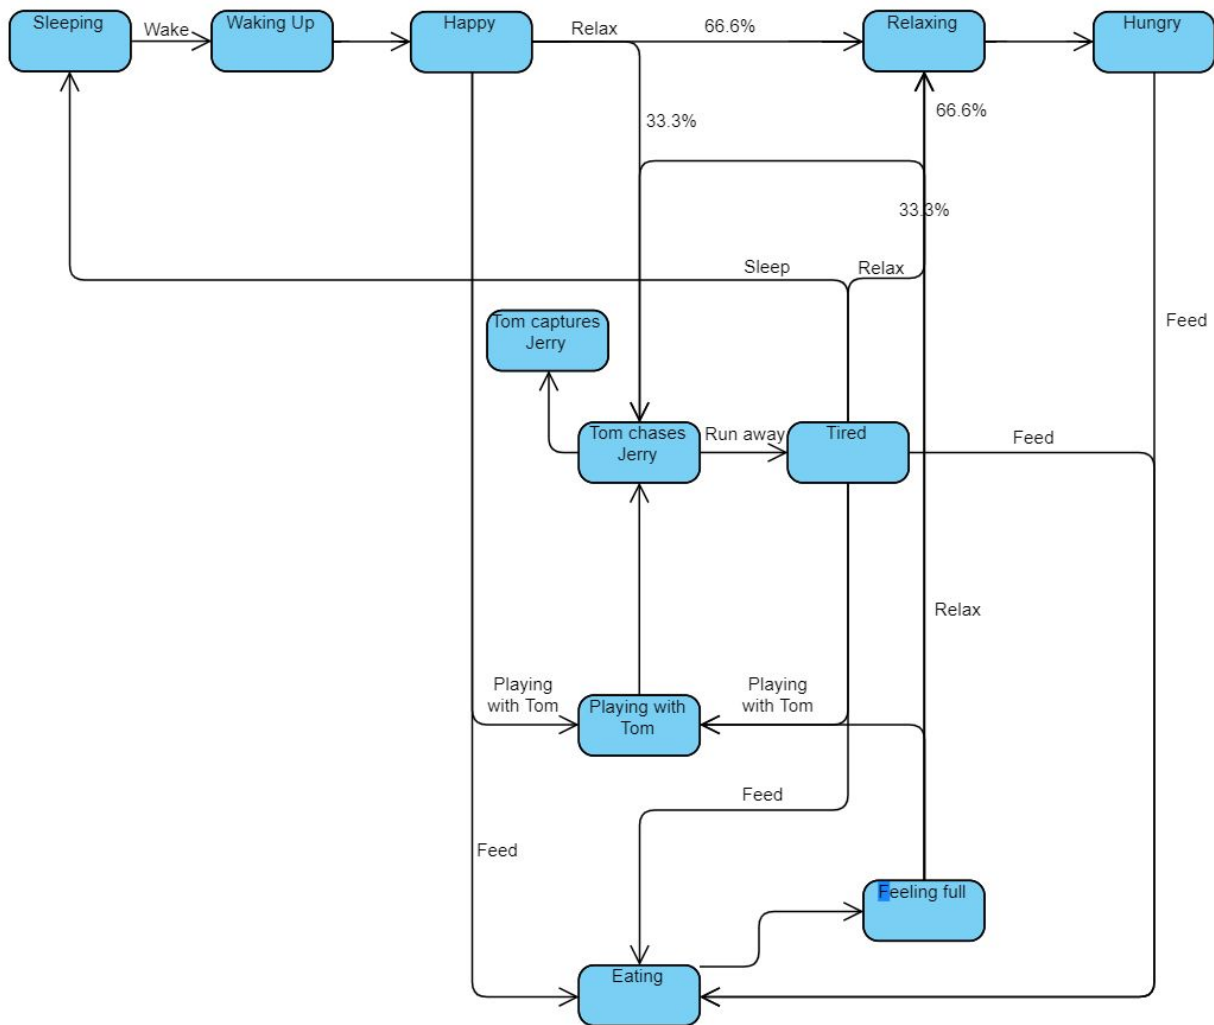 Sleeping
Wake
Waking Up
Happy
Relax
66.6%
Relaxing
Hungry
33.3%
66.6%
33.3%
Sleep
Relax
Tom captures
Jerry
Feed
Tom chases
Jerry
Run away
Tired
Feed
Relax
Playing
with Tom
Playing with
Tom
Playing
with Tom
Feed
Feed
Feeling full
Eating